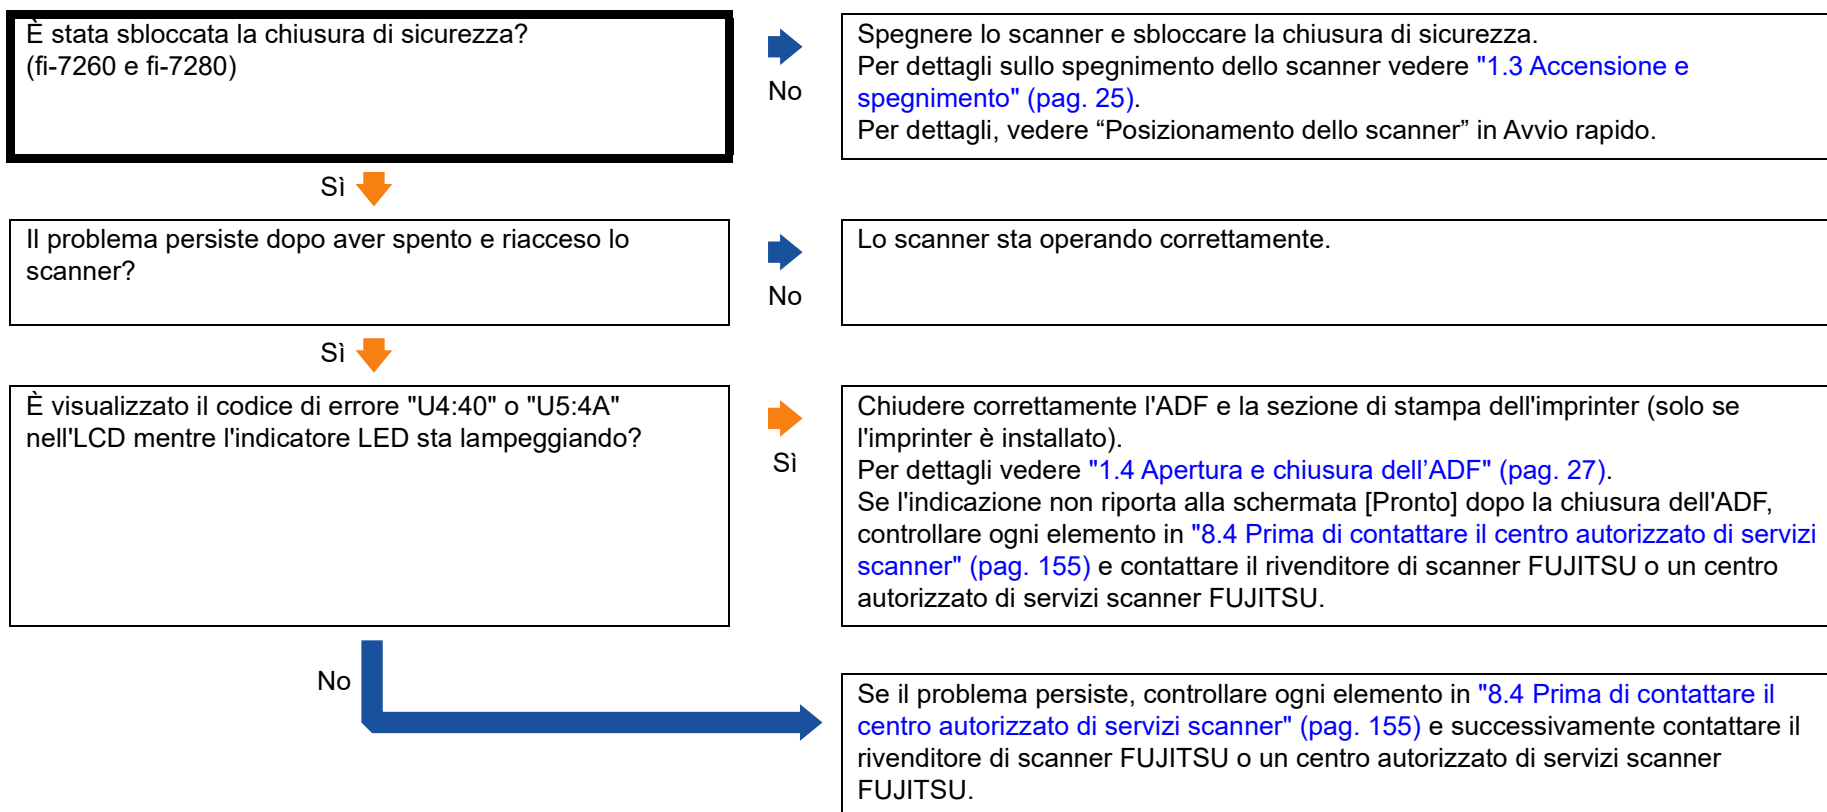 È stata sbloccata la chiusura di sicurezza?
(fi-7260 e fi-7280)
No
Spegnere lo scanner e sbloccare la chiusura di sicurezza.
Per dettagli sullo spegnimento dello scanner vedere "1.3 Accensione e
spegnimento" (pag. 25).
Per dettagli, vedere “Posizionamento dello scanner” in Avvio rapido.
Sì
Il problema persiste dopo aver spento e riacceso lo
scanner?
No
Lo scanner sta operando correttamente.
Sì
È visualizzato il codice di errore "U4:40" o "U5:4A"
nell'LCD mentre l'indicatore LED sta lampeggiando?
Sì
Chiudere correttamente l'ADF e la sezione di stampa dell'imprinter (solo se
l'imprinter è installato).
Per dettagli vedere "1.4 Apertura e chiusura dell’ADF" (pag. 27).
Se l'indicazione non riporta alla schermata [Pronto] dopo la chiusura dell'ADF,
controllare ogni elemento in "8.4 Prima di contattare il centro autorizzato di servizi
scanner" (pag. 155) e contattare il rivenditore di scanner FUJITSU o un centro
autorizzato di servizi scanner FUJITSU.
No
Se il problema persiste, controllare ogni elemento in "8.4 Prima di contattare il
centro autorizzato di servizi scanner" (pag. 155) e successivamente contattare il
rivenditore di scanner FUJITSU o un centro autorizzato di servizi scanner
FUJITSU.